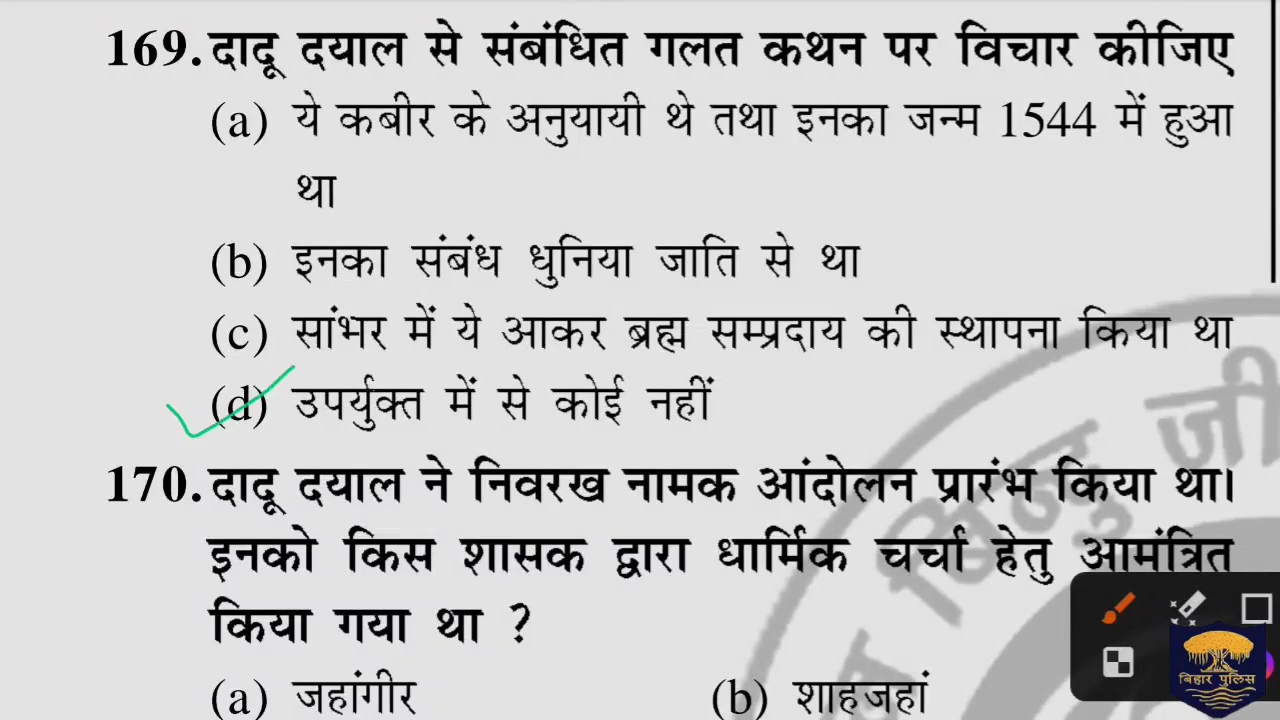 169. दादू दयाल से संबंधित गलत कथन पर विचार कीजिए
(a) ये कबीर के अनुयायी थे तथा इनका जन्म 1544 में हुआ
था
(b) इनका संबंध धुनिया जाति से था
(c) सांभर में ये आकर ब्रह्म सम्प्रदाय की स्थापना किया था
(d) उपर्युक्त में से कोई नहीं
170. दादू दयाल ने निवरख नामक आंदोलन प्रारंभ किया था।
इनको किस शासक द्वारा धार्मिक चर्चा हेतु आमंत्रित
किया गया था ?
(a) जहांगीर (b) शाहजहां
बिहार पुलिस